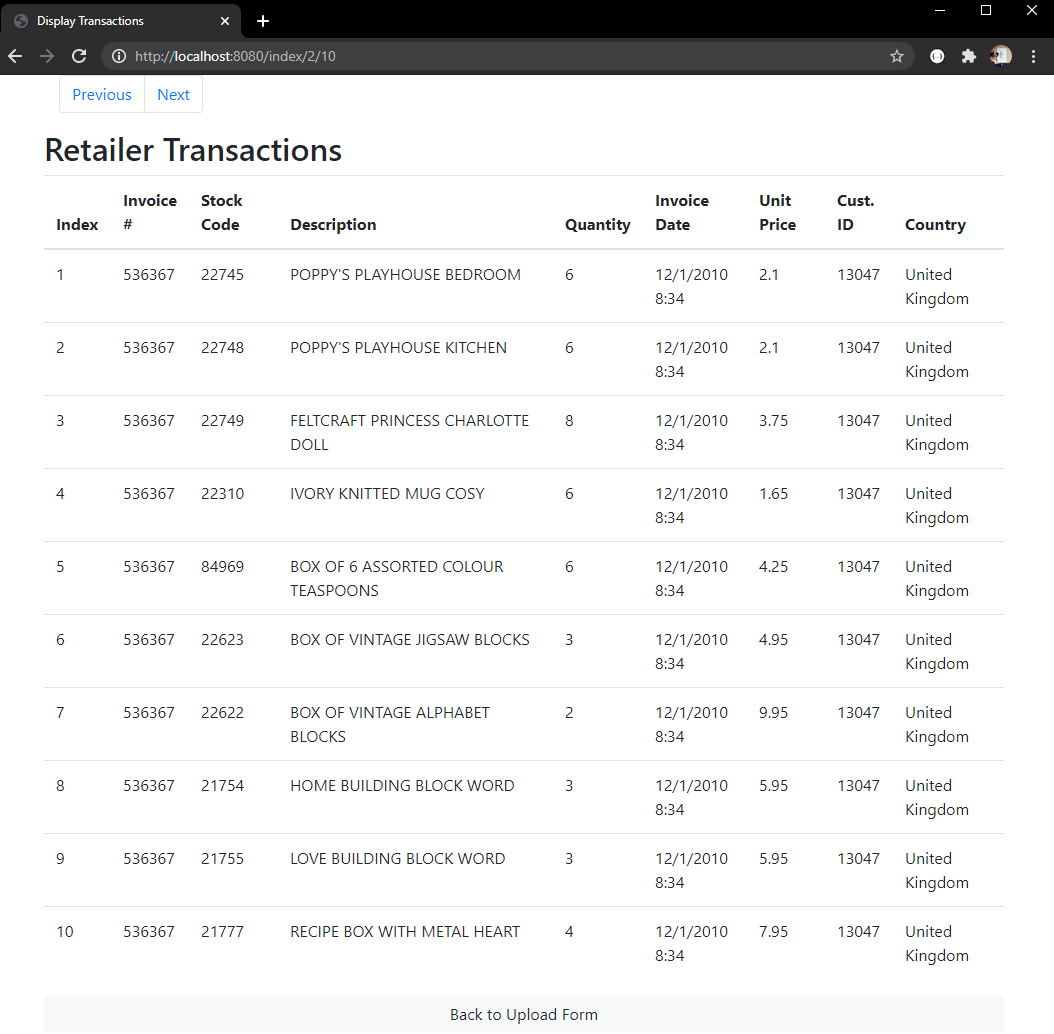 Display Transactions
http://localhost:8080/index/2/10
Previous Next
Retailer Transactions
Index Invoice # Stock Code Description Quantity Invoice Date Unit Price Cust. ID Country
1 536367 22745 POPPY'S PLAYHOUSE BEDROOM 6 12/1/2010 8:34 2.1 13047 United Kingdom
2 536367 22748 POPPY'S PLAYHOUSE KITCHEN 6 12/1/2010 8:34 2.1 13047 United Kingdom
3 536367 22749 FELTCRAFT PRINCESS CHARLOTTE DOLL 8 12/1/2010 8:34 3.75 13047 United Kingdom
4 536367 22310 IVORY KNITTED MUG COSY 6 12/1/2010 8:34 1.65 13047 United Kingdom
5 536367 84969 BOX OF 6 ASSORTED COLOUR TEASPOONS 6 12/1/2010 8:34 4.25 13047 United Kingdom
6 536367 22623 BOX OF VINTAGE JIGSAW BLOCKS 3 12/1/2010 8:34 4.95 13047 United Kingdom
7 536367 22622 BOX OF VINTAGE ALPHABET BLOCKS 2 12/1/2010 8:34 9.95 13047 United Kingdom
8 536367 21754 HOME BUILDING BLOCK WORD 3 12/1/2010 8:34 5.95 13047 United Kingdom
9 536367 21755 LOVE BUILDING BLOCK WORD 3 12/1/2010 8:34 5.95 13047 United Kingdom
10 536367 21777 RECIPE BOX WITH METAL HEART 4 12/1/2010 8:34 7.95 13047 United Kingdom
Back to Upload Form